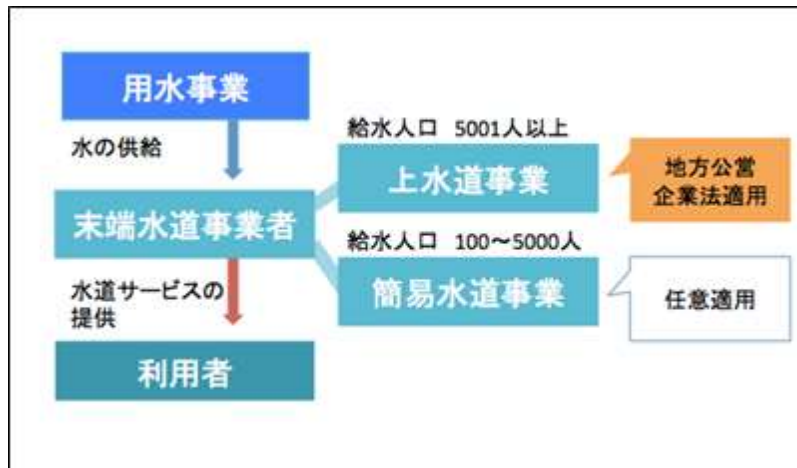 用水事業
水の供給
末端水道事業者
水道サービスの
提供
利用者
給水人口 5001人以上
上水道事業
給水人口 100〜5000人
簡易水道事業
地方公営
企業法適用
任意適用